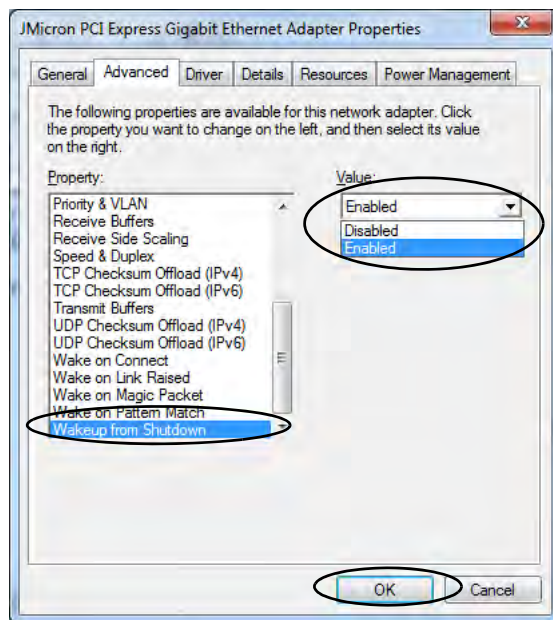 JMicron PCI Express Gigabit Ethernet Adapter Properties
General Advanced Driver Details Resources Power Management
The following properties are available for this network adapter. Click
the property you want to change on the left, and then select its value
on the right.
Property:
Priority & VLAN
Receive Buffers
Receive Side Scaling
Speed & Duplex
TCP Checksum Offload (IPv4)
TCP Checksum Offload (IPv6)
Transmit Buffers
UDP Checksum Offload (IPv4)
UDP Checksum Offload (IPv6)
Wake on Connect
Wake on Link Raised
Wake on Magic Packet
Wake on Pattern Match
Wakeup from Shutdown
Value:
Enabled
Disabled
Enabled
OK Cancel